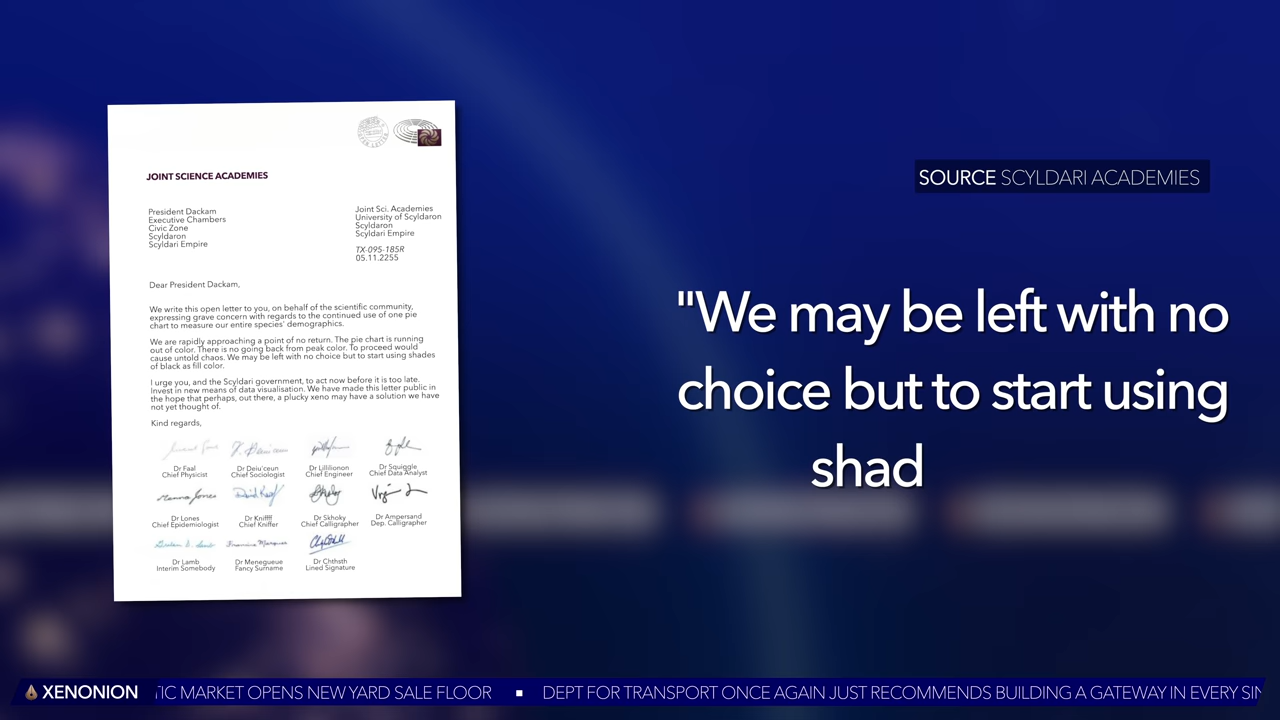 JOINT SCIENCE ACADEMIES
President Dackam
Executive Chambers
Civic Zone
Scyldaron
Scyldari Empire
Joint Sci. Academies
University of Scyldaron
Scyldaron
Scyldari Empire
TX-095-185R
05.11.2255
Dear President Dackam,
We write this open letter to you, on behalf of the scientific community,
expressing grave concern with regards to the continued use of one pie
chart to measure our entire species' demographics.
We are rapidly approaching a point of no return. The pie chart is running
out of color. There is no going back from peak color. To proceed would
cause untold chaos. We may be left with no choice but to start using shades
of black as fill color.
I urge you, and the Scyldari government, to act now before it is too late.
Invest in new means of data visualisation. We have made this letter public in
the hope that perhaps, out there, a plucky xeno may have a solution we have
not yet thought of.
Kind regards,
Dr Faal
Chief Physicist
Dr Deiu'ceun
Chief Sociologist
Dr Lillilionon
Chief Engineer
Dr Squiggle
Chief Data Analyst
Dr Lones
Chief Epidemiologist
Dr Kniffff
Chief Kniffer
Dr Skhoky
Chief Calligrapher
Dr Ampersand
Dep. Calligrapher
Dr Lamb
Interim Somebody
Dr Menegueue
Fancy Surname
Dr Chthsth
Lined Signature
SOURCE SCYLDARI ACADEMIES
"We may be left with no
choice but to start using
shad
XENONION
TIC MARKET OPENS NEW YARD SALE FLOOR ■ DEPT FOR TRANSPORT ONCE AGAIN JUST RECOMMENDS BUILDING A GATEWAY IN EVERY SIN